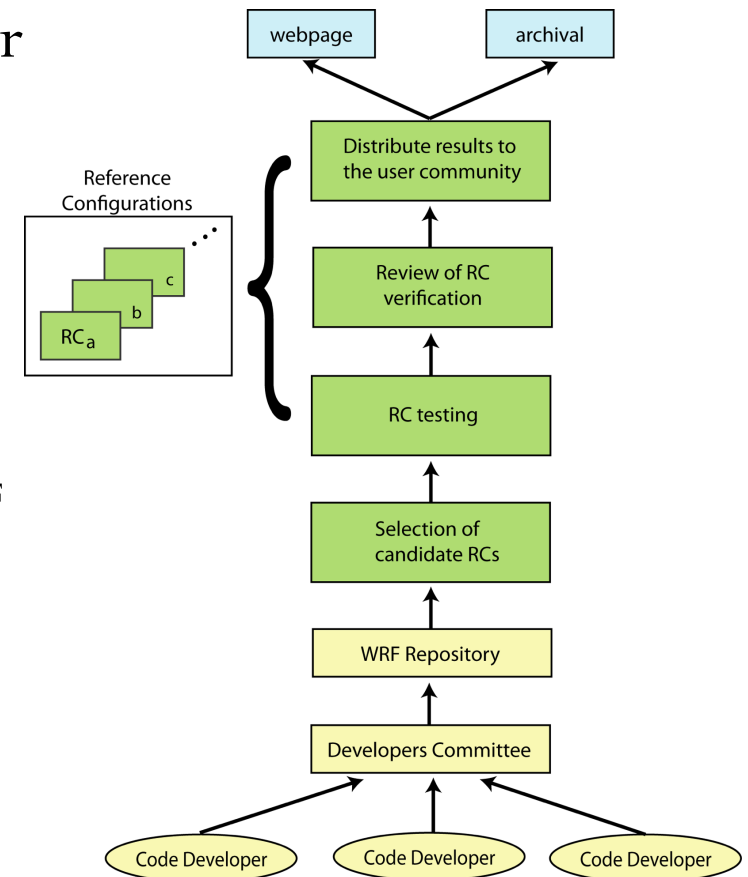 r
webpage
archival
Distribute results to
the user community
Reference
Configurations
c
b
RCa
Review of RC
verification
RC testing
Selection of
candidate RCs
WRF Repository
Developers Committee
Code Developer
Code Developer
Code Developer